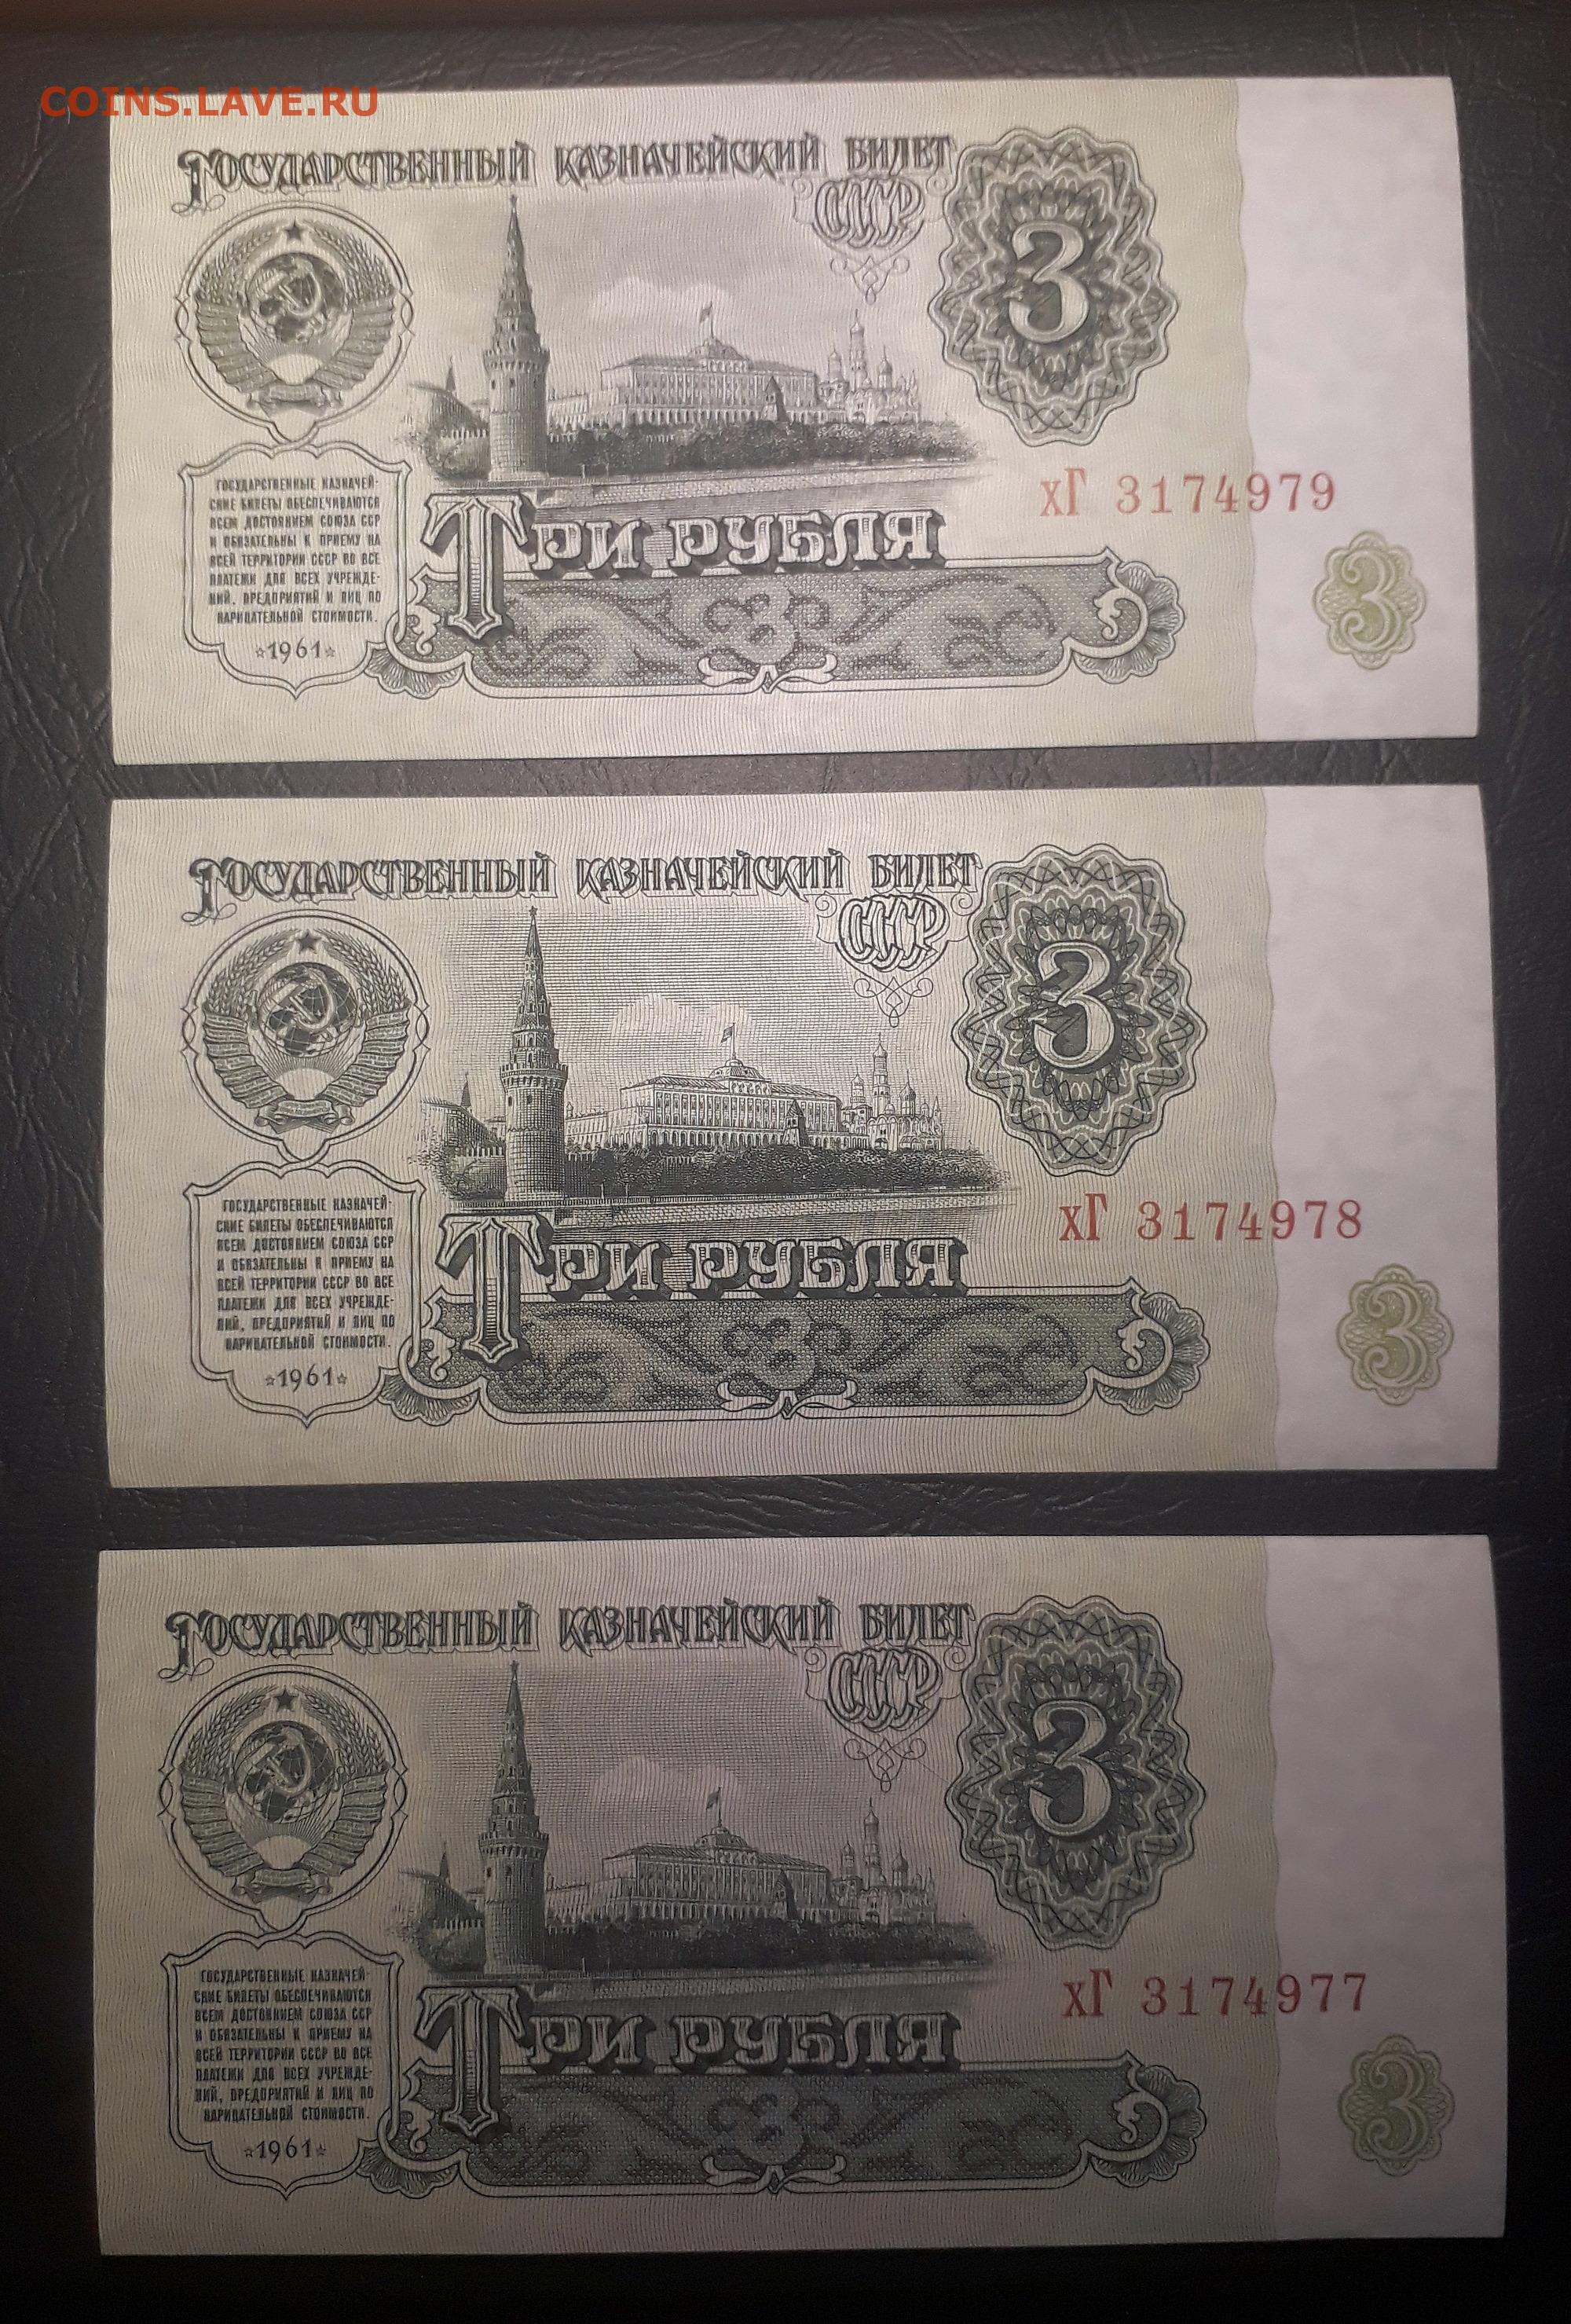 COINS.LAVE.RU
ГОСУДАРСТВЕННЫЙ КАЗНАЧЕЙСКИЙ БИЛЕТ
СССР
3
ГОСУДАРСТВЕННЫЕ КАЗНАЧЕЙ-
СКИЕ БИЛЕТЫ ОБЕСПЕЧИВАЮТСЯ
ВСЕМ ДОСТОЯНИЕМ СОЮЗА ССР
И ОБЯЗАТЕЛЬНЫ К ПРИЕМУ НА
ВСЕЙ ТЕРРИТОРИИ СССР ВО ВСЕ
ПЛАТЕЖИ ДЛЯ ВСЕХ УЧРЕЖДЕ-
НИЙ, ПРЕДПРИЯТИЙ И ЛИЦ ПО
НАРИЦАТЕЛЬНОЙ СТОИМОСТИ.
☆1961☆
хГ 3174979
ТРИ РУБЛЯ
3
ГОСУДАРСТВЕННЫЙ КАЗНАЧЕЙСКИЙ БИЛЕТ
СССР
3
ГОСУДАРСТВЕННЫЕ КАЗНАЧЕЙ-
СКИЕ БИЛЕТЫ ОБЕСПЕЧИВАЮТСЯ
ВСЕМ ДОСТОЯНИЕМ СОЮЗА ССР
И ОБЯЗАТЕЛЬНЫ К ПРИЕМУ НА
ВСЕЙ ТЕРРИТОРИИ СССР ВО ВСЕ
ПЛАТЕЖИ ДЛЯ ВСЕХ УЧРЕЖДЕ-
НИЙ, ПРЕДПРИЯТИЙ И ЛИЦ ПО
НАРИЦАТЕЛЬНОЙ СТОИМОСТИ.
☆1961☆
хГ 3174978
ТРИ РУБЛЯ
3
ГОСУДАРСТВЕННЫЙ КАЗНАЧЕЙСКИЙ БИЛЕТ
СССР
3
ГОСУДАРСТВЕННЫЕ КАЗНАЧЕЙ-
СКИЕ БИЛЕТЫ ОБЕСПЕЧИВАЮТСЯ
ВСЕМ ДОСТОЯНИЕМ СОЮЗА ССР
И ОБЯЗАТЕЛЬНЫ К ПРИЕМУ НА
ВСЕЙ ТЕРРИТОРИИ СССР ВО ВСЕ
ПЛАТЕЖИ ДЛЯ ВСЕХ УЧРЕЖДЕ-
НИЙ, ПРЕДПРИЯТИЙ И ЛИЦ ПО
НАРИЦАТЕЛЬНОЙ СТОИМОСТИ.
☆1961☆
хГ 3174977
ТРИ РУБЛЯ
3